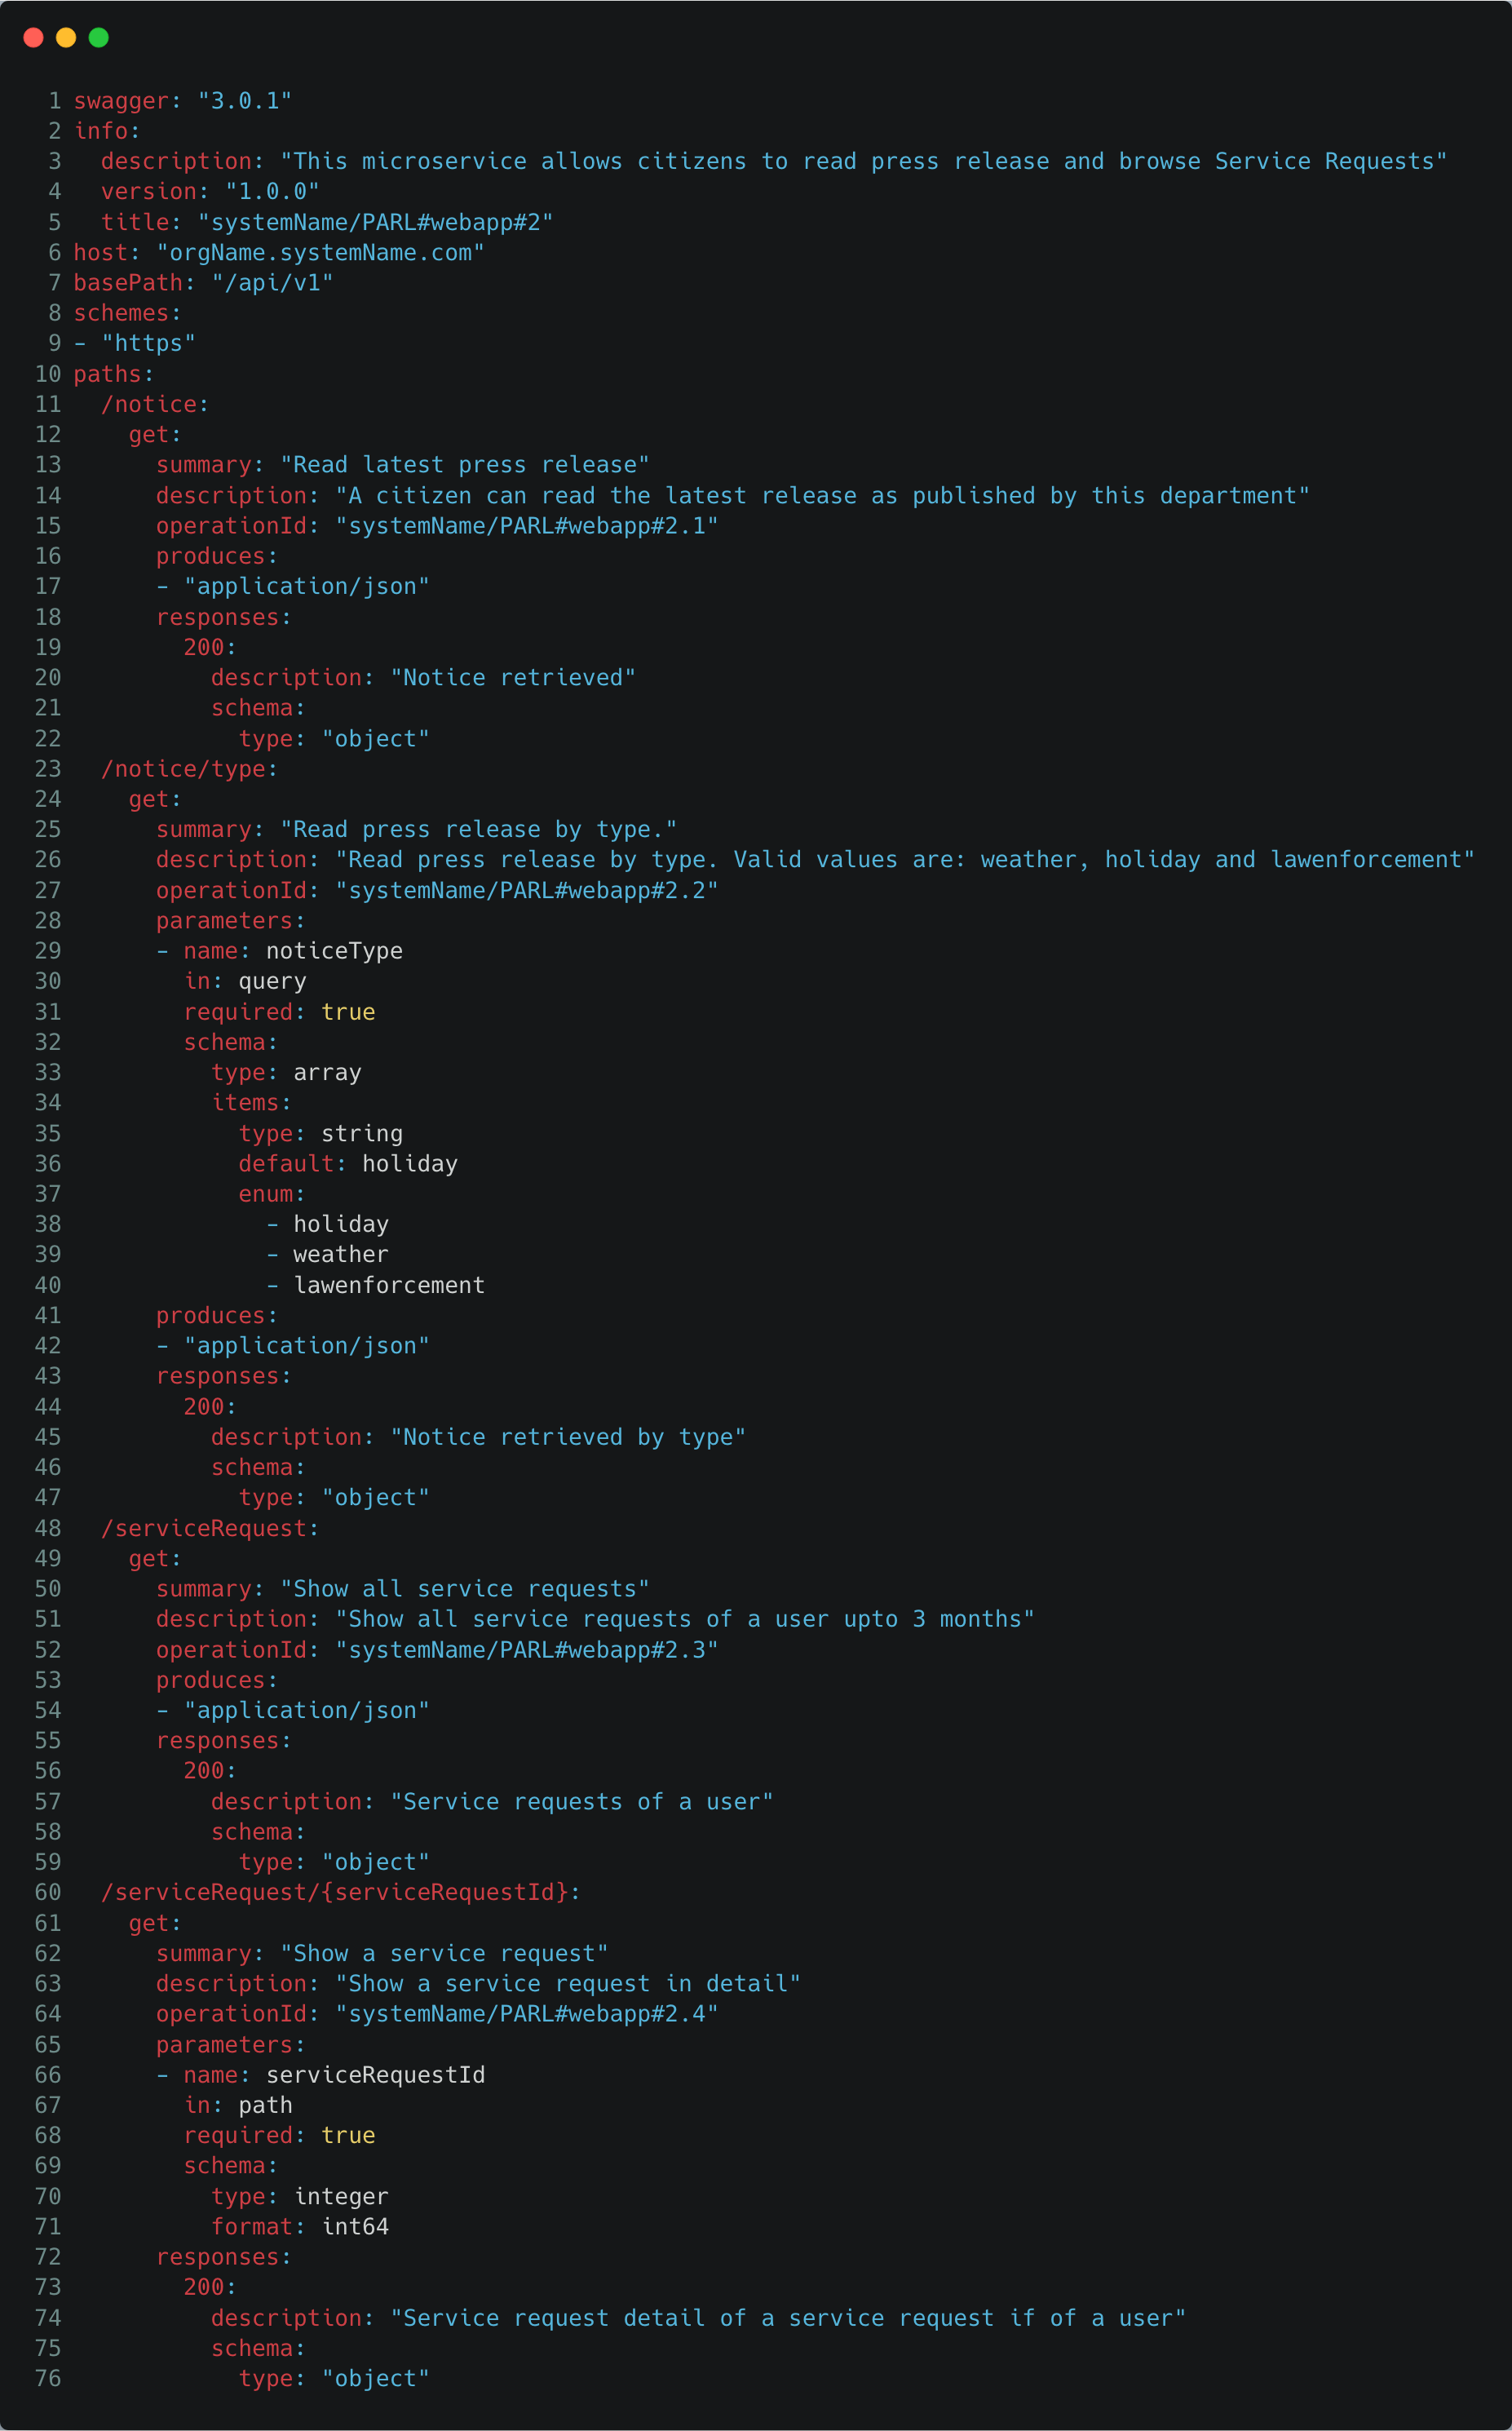 1 swagger: "3.0.1"
2 info:
3   description: "This microservice allows citizens to read press release and browse Service Requests"
4   version: "1.0.0"
5   title: "systemName/PARL#webapp#2"
6 host: "orgName.systemName.com"
7 basePath: "/api/v1"
8 schemes:
9 - "https"
10 paths:
11   /notice:
12     get:
13       summary: "Read latest press release"
14       description: "A citizen can read the latest release as published by this department"
15       operationId: "systemName/PARL#webapp#2.1"
16       produces:
17       - "application/json"
18       responses:
19         200:
20           description: "Notice retrieved"
21           schema:
22             type: "object"
23   /notice/type:
24     get:
25       summary: "Read press release by type."
26       description: "Read press release by type. Valid values are: weather, holiday and lawenforcement"
27       operationId: "systemName/PARL#webapp#2.2"
28       parameters:
29       - name: noticeType
30         in: query
31         required: true
32         schema:
33           type: array
34           items:
35             type: string
36             default: holiday
37             enum:
38               - holiday
39               - weather
40               - lawenforcement
41       produces:
42       - "application/json"
43       responses:
44         200:
45           description: "Notice retrieved by type"
46           schema:
47             type: "object"
48   /serviceRequest:
49     get:
50       summary: "Show all service requests"
51       description: "Show all service requests of a user upto 3 months"
52       operationId: "systemName/PARL#webapp#2.3"
53       produces:
54       - "application/json"
55       responses:
56         200:
57           description: "Service requests of a user"
58           schema:
59             type: "object"
60   /serviceRequest/{serviceRequestId}:
61     get:
62       summary: "Show a service request"
63       description: "Show a service request in detail"
64       operationId: "systemName/PARL#webapp#2.4"
65       parameters:
66       - name: serviceRequestId
67         in: path
68         required: true
69         schema:
70           type: integer
71           format: int64
72       responses:
73         200:
74           description: "Service request detail of a service request if of a user"
75           schema:
76             type: "object"